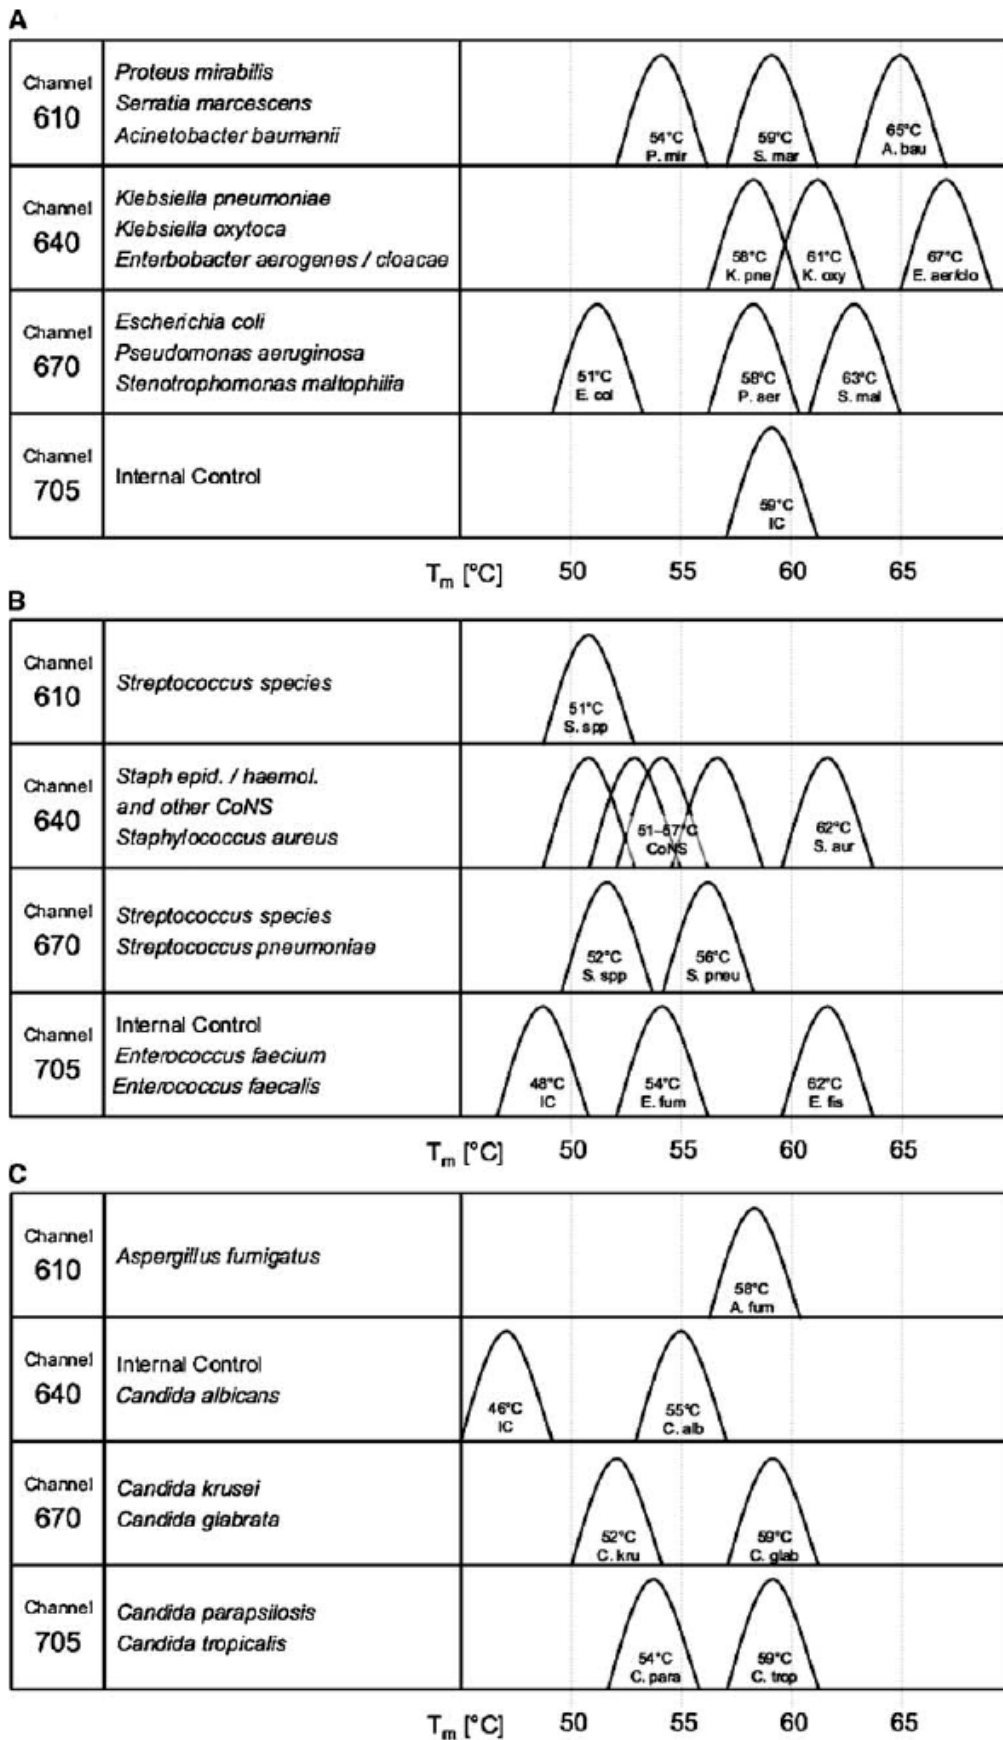 A
Channel
610
Proteus mirabilis
Serratia marcescens
Acinetobacter baumanii
54°C
P. mir
59°C
S. mar
65°C
A. bau
Channel
640
Klebsiella pneumoniae
Klebsiella oxytoca
Enterbobacter aerogenes / cloacae
58°C
K. pne
61°C
K. oxy
67°C
E. aer/clo
Channel
670
Escherichia coli
Pseudomonas aeruginosa
Stenotrophomonas maltophilia
51°C
E. col
58°C
P. aer
63°C
S. mal
Channel
705
Internal Control
59°C
IC
Tm [°C] 50 55 60 65
B
Channel
610
Streptococcus species
51°C
S. spp
Channel
640
Staph epid. / haemol.
and other CoNS
Staphylococcus aureus
51–57°C
CoNS
62°C
S. aur
Channel
670
Streptococcus species
Streptococcus pneumoniae
52°C
S. spp
56°C
S. pneu
Channel
705
Internal Control
Enterococcus faecium
Enterococcus faecalis
48°C
IC
54°C
E. fum
62°C
E. fis
Tm [°C] 50 55 60 65
C
Channel
610
Aspergillus fumigatus
58°C
A. fum
Channel
640
Internal Control
Candida albicans
46°C
IC
55°C
C. alb
Channel
670
Candida krusei
Candida glabrata
52°C
C. kru
59°C
C. glab
Channel
705
Candida parapsilosis
Candida tropicalis
54°C
C. para
59°C
C. trop
Tm [°C] 50 55 60 65